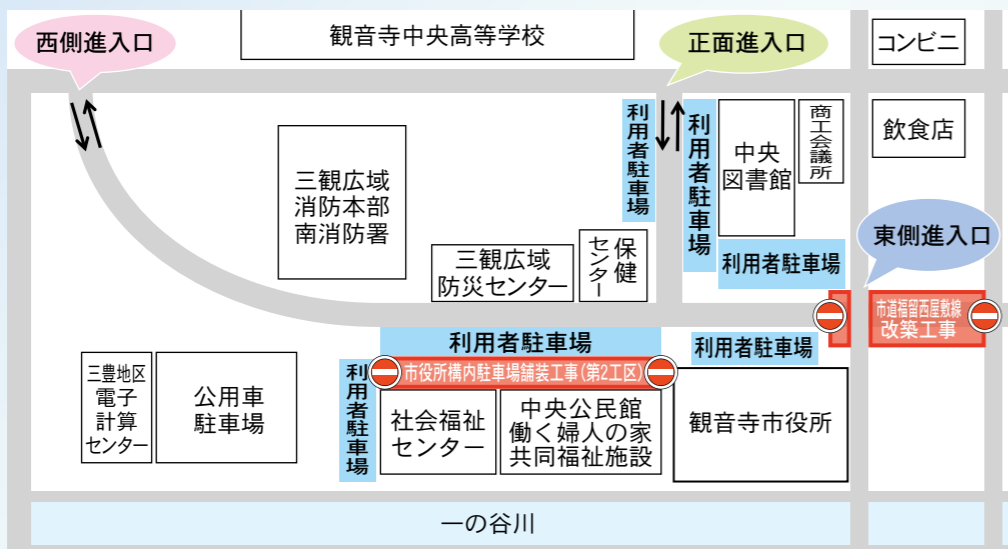 西側進入口
観音寺中央高等学校
正面進入口
コンビニ
利用者駐車場
利用者駐車場
中央
図書館
商工会議所
飲食店
三観広域
消防本部
南消防署
東側進入口
三観広域
防災センター
保健
センター
利用者駐車場
市道福留西屋敷線
改築工事
利用者駐車場
利用者駐車場
市役所構内駐車場舗装工事(第2工区)
三豊地区
電子
計算
センター
公用車
駐車場
利用者駐車場
社会福祉
センター
中央公民館
働く婦人の家
共同福祉施設
観音寺市役所
一の谷川